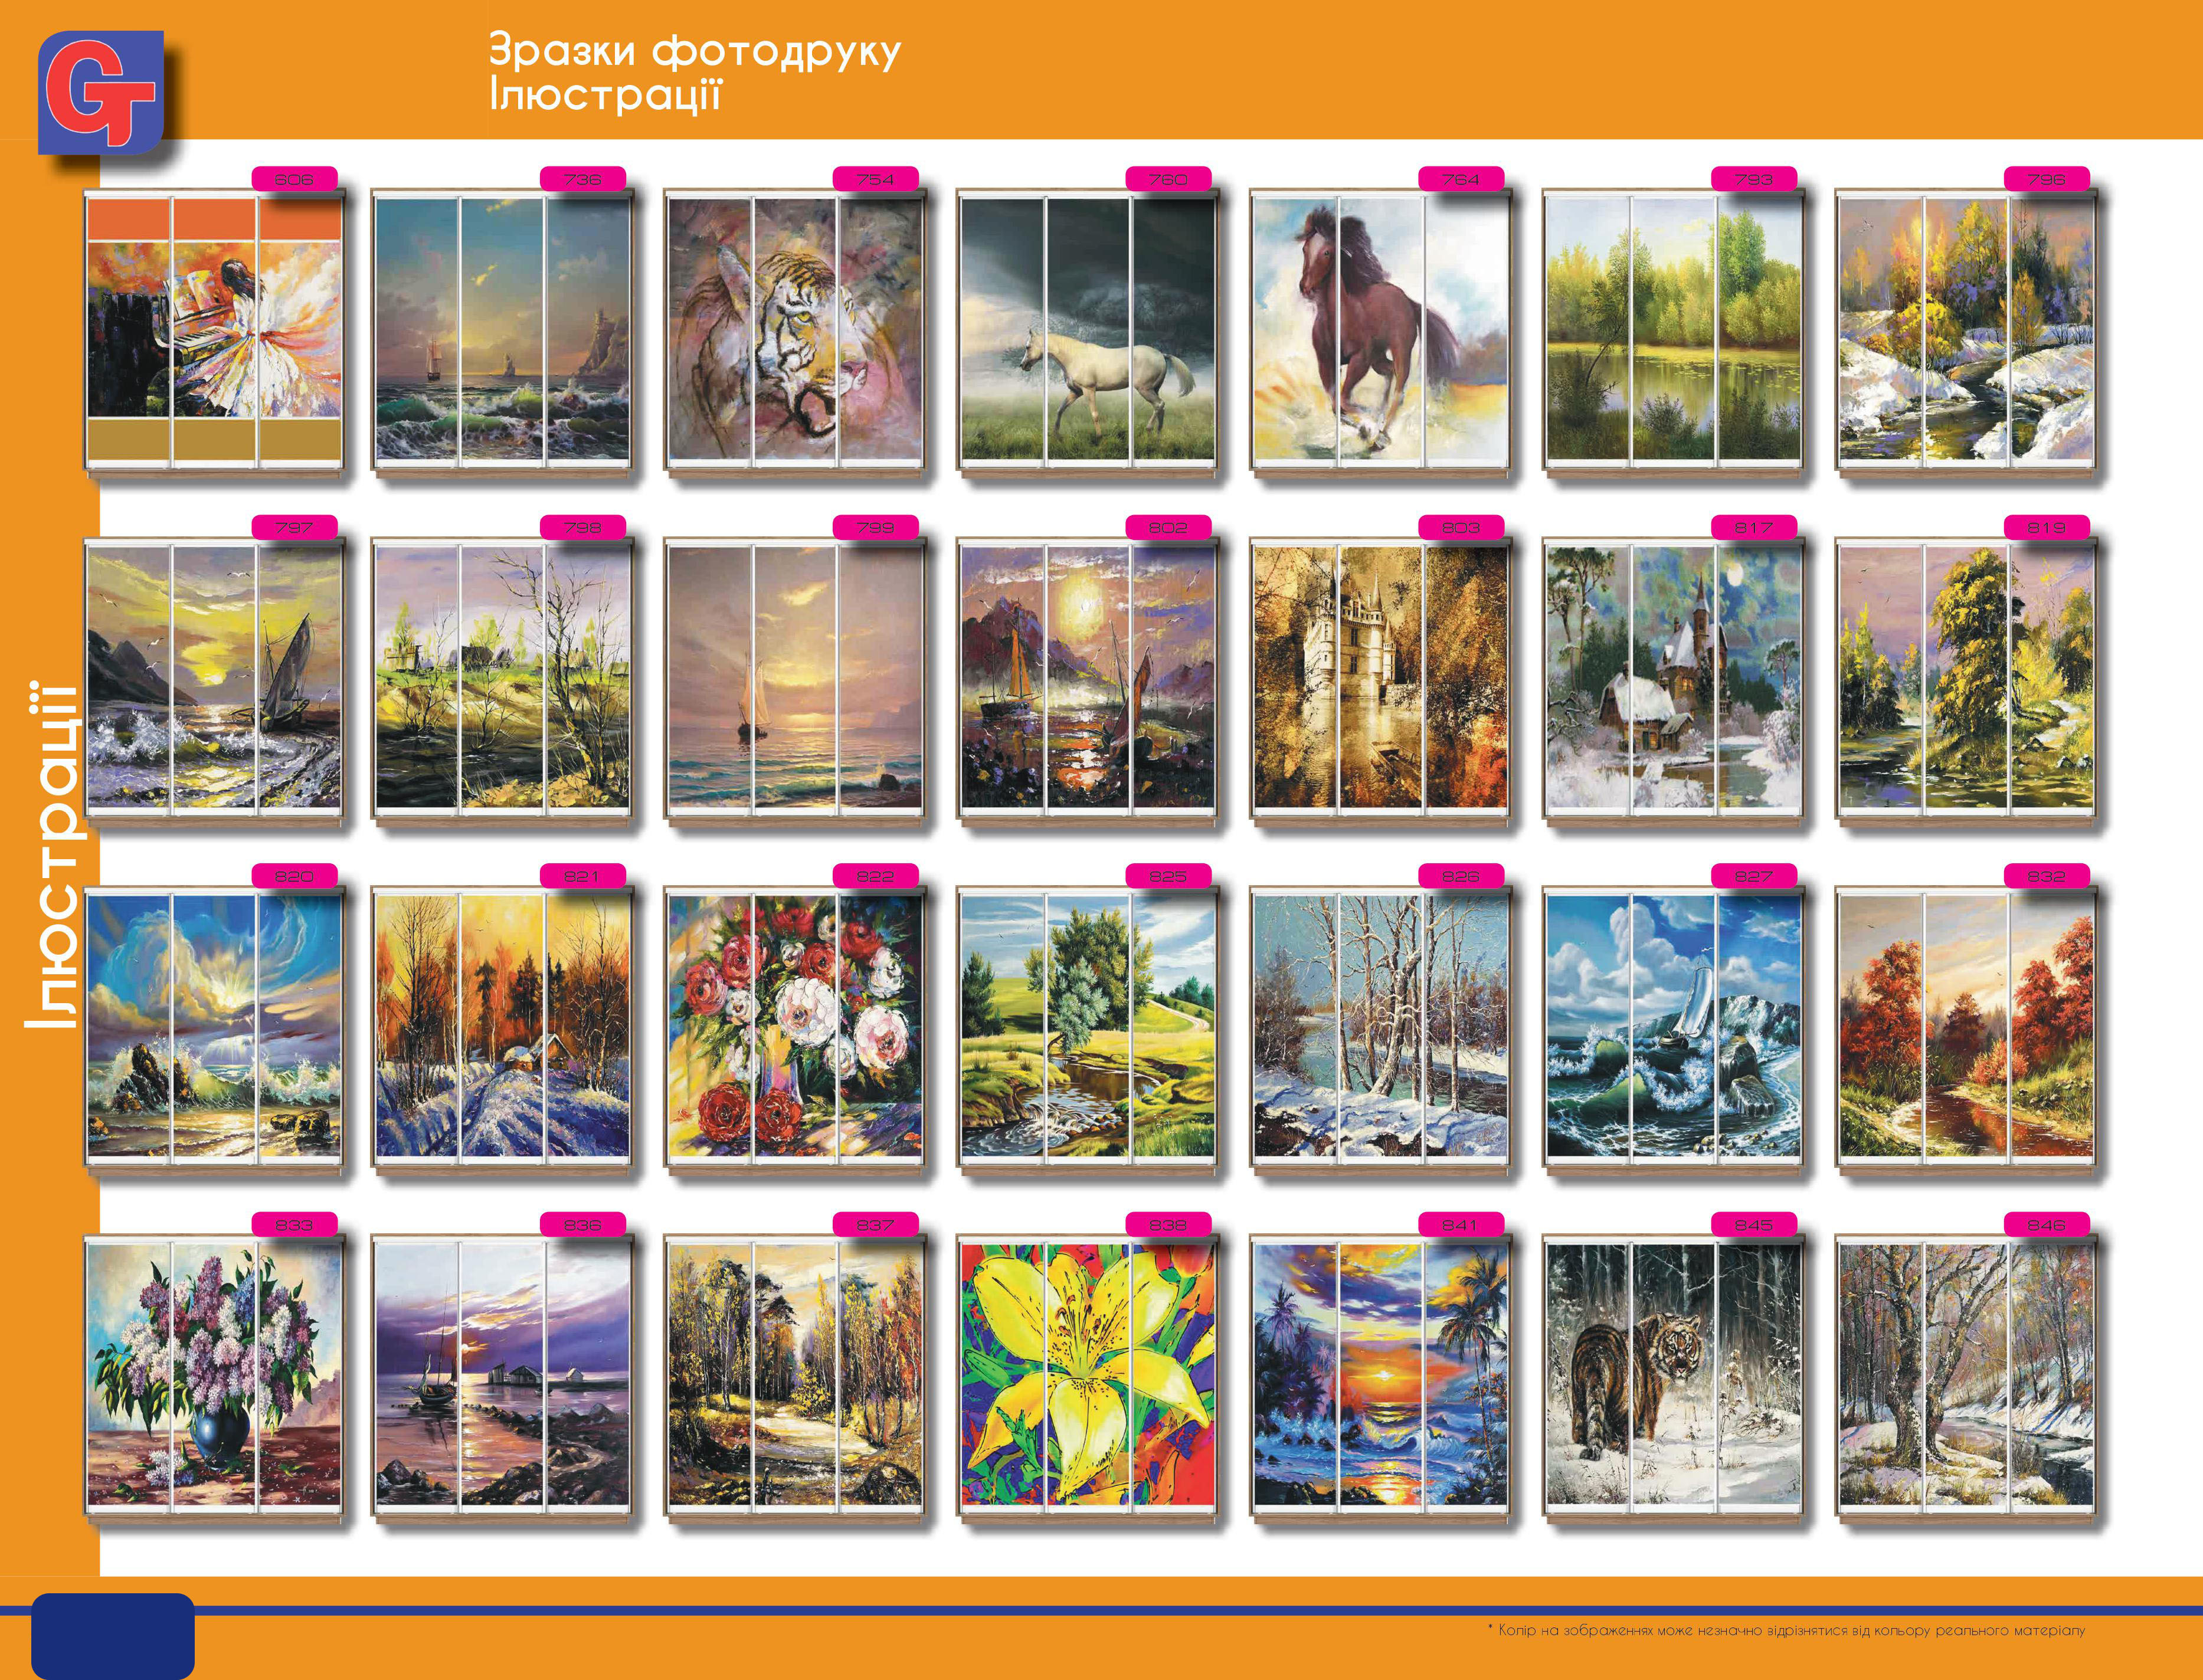 GT
Зразки фотодруку
Ілюстрації
606 736 754 760 764 793 796
797 798 799 802 803 817 819
Ілюстрації
820 821 822 825 826 827 832
833 836 837 838 841 845 846
* Колір на зображеннях може незначно відрізнятися від кольору реального матеріалу